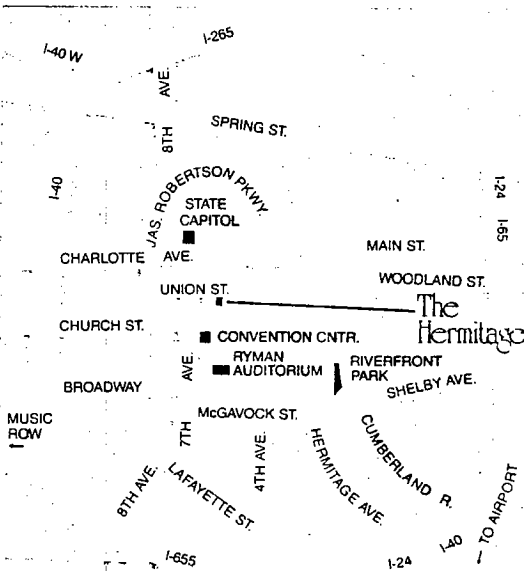 I-40 W
I-265
8TH AVE.
SPRING ST.
I-40
JAS. ROBERTSON PKWY.
STATE
CAPITOL
I-24
I-65
MAIN ST.
CHARLOTTE AVE.
WOODLAND ST.
UNION ST.
The
Hermitage
CHURCH ST.
CONVENTION CNTR.
RYMAN
AUDITORIUM
RIVERFRONT
PARK
BROADWAY
SHELBY AVE.
7TH AVE.
McGAVOCK ST.
MUSIC
ROW
←
4TH AVE.
HERMITAGE AVE.
CUMBERLAND R.
8TH AVE.
LAFAYETTE ST.
← TO AIRPORT
I-655
I-24
I-40